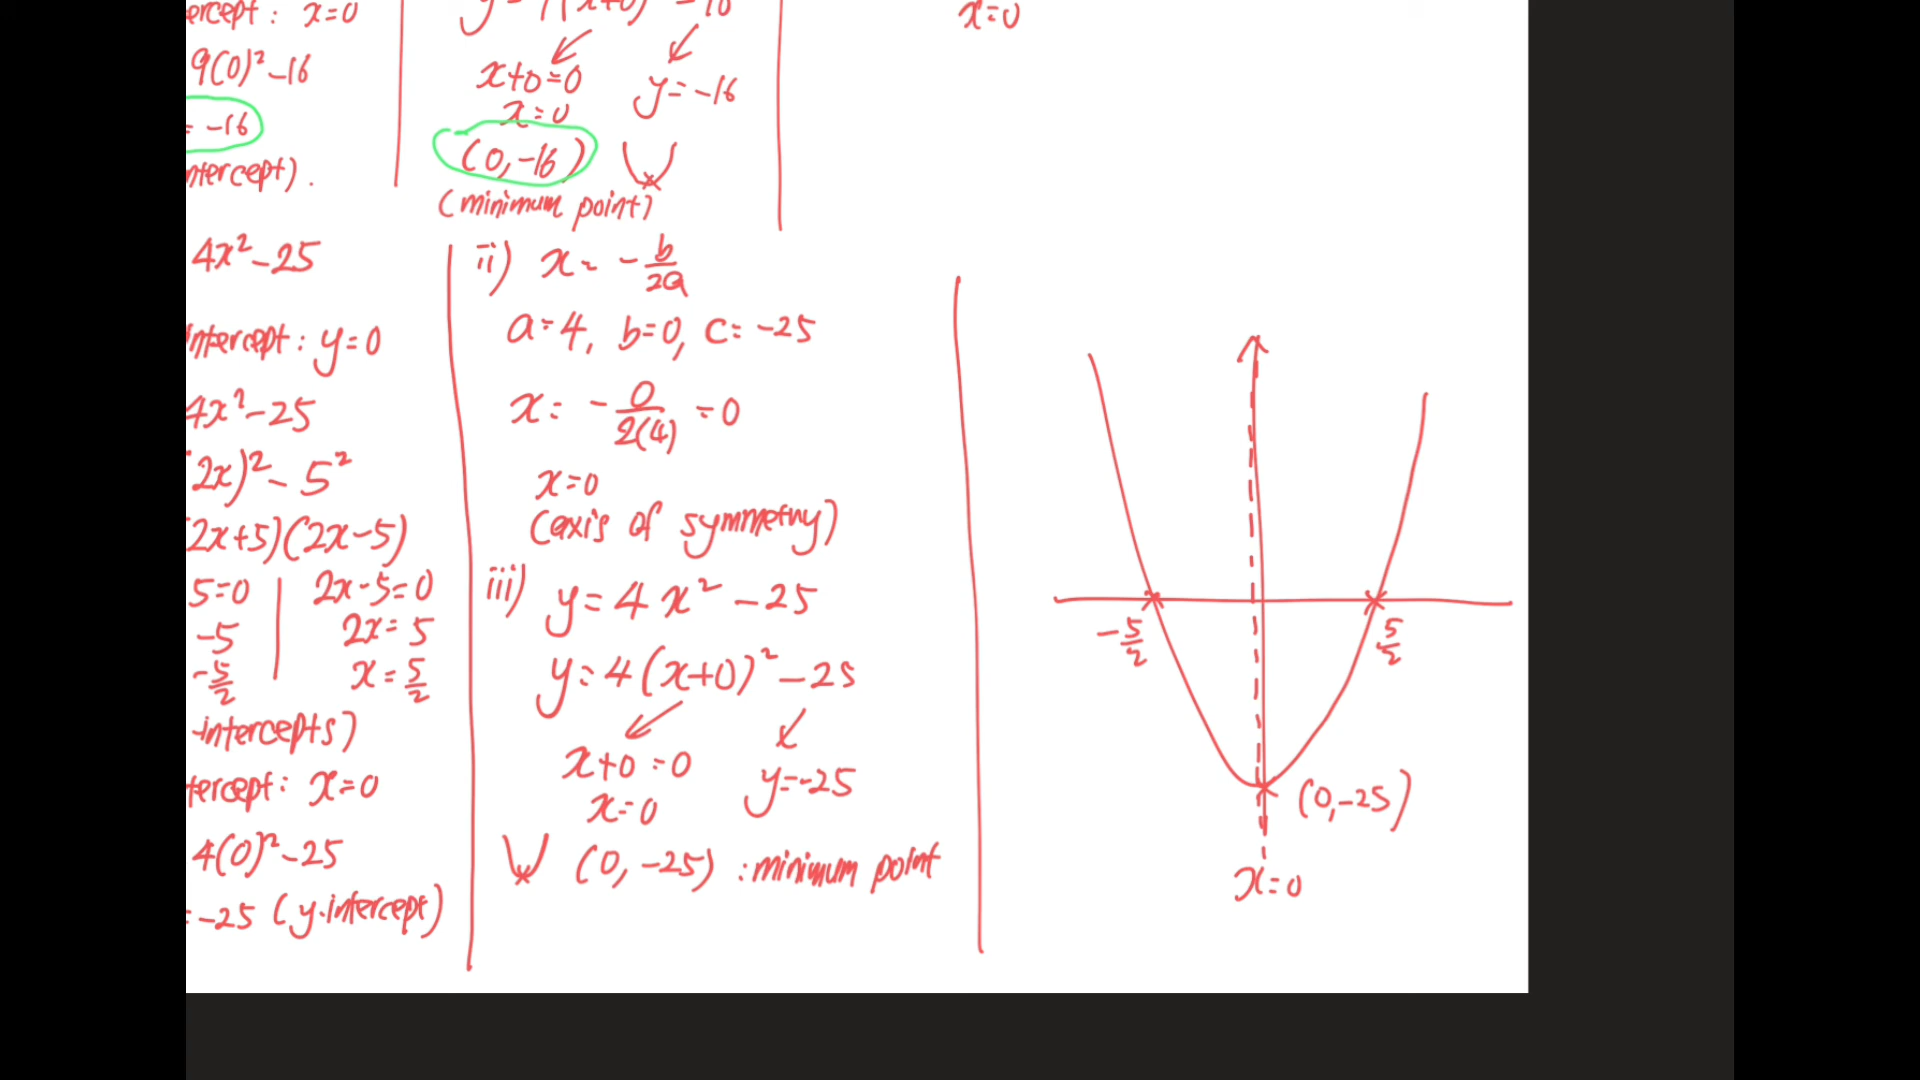 ercept: x=0
9(0)²-16
= -16
ntercept).
x+0=0
x=0
y=-16
(0,-16)
(minimum point)
x=0
4x²-25
ntercept: y=0
4x²-25
2x)²-5²
2x+5)(2x-5)
5=0 2x-5=0
-5 2x=5
-5/2 x=5/2
-intercepts)
tercept: x=0
4(0)²-25
=-25 (y-intercept)
ii) x=-b/2a
a=4, b=0, c=-25
x=-0/2(4)=0
x=0
(axis of symmetry)
iii) y=4x²-25
y=4(x+0)²-25
x+0=0
x=0
y=-25
(0,-25) :minimum point
-5/2
5/2
(0,-25)
x=0